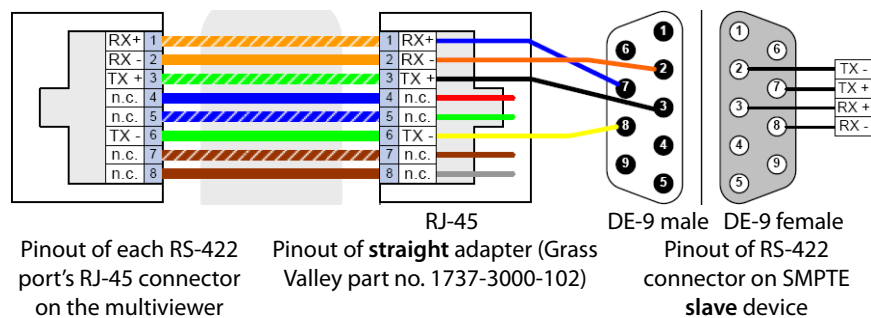 RX+ 1
RX - 2
TX + 3
n.c. 4
n.c. 5
TX - 6
n.c. 7
n.c. 8
1 RX+
2 RX -
3 TX +
4 n.c.
5 n.c.
6 TX -
7 n.c.
8 n.c.
1
6
2
7
3
8
4
9
5
1
6
2
7
3
8
4
9
5
TX -
TX +
RX +
RX -
RJ-45
DE-9 male
DE-9 female
Pinout of each RS-422
port's RJ-45 connector
on the multiviewer
Pinout of straight adapter (Grass
Valley part no. 1737-3000-102)
Pinout of RS-422
connector on SMPTE
slave device